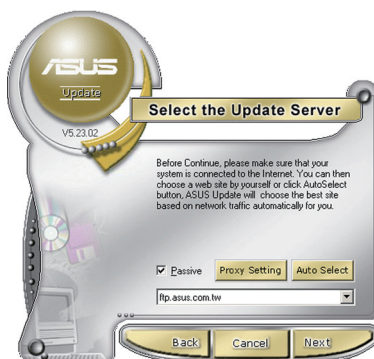 ASUS
Update
V5.23.02
Select the Update Server
Before Continue, please make sure that your
system is connected to the Internet. You can then
choose a web site by yourself or click AutoSelect
button, ASUS Update will choose the best site
based on network traffic automatically for you.
Passive
Proxy Setting
Auto Select
ftp.asus.com.tw
Back
Cancel
Next